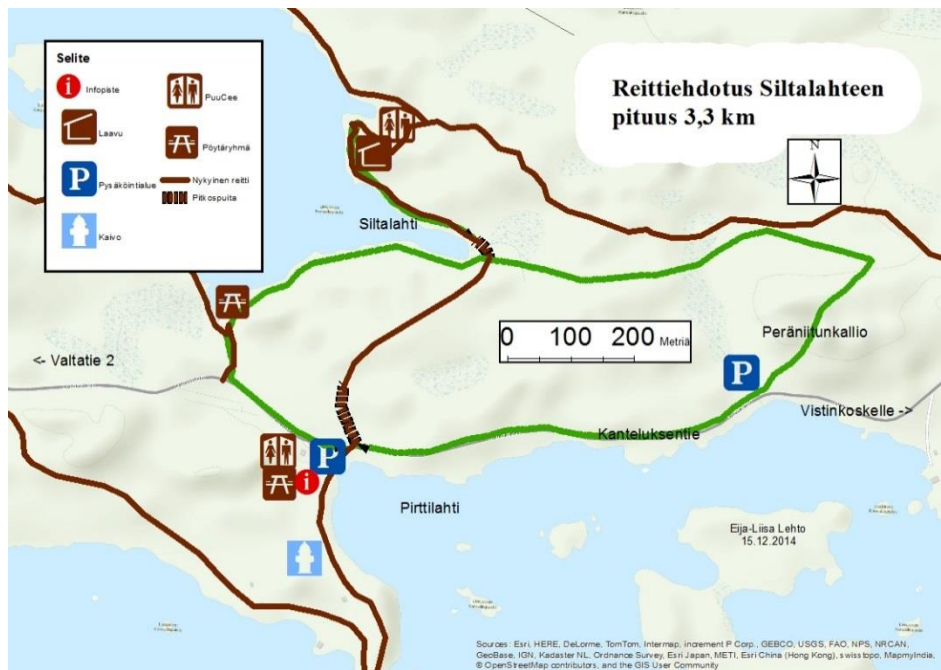 Selite
Infopiste
PuuCee
Laavu
Pöytäryhmä
P
Pysäköintialue
Nykyinen reitti
Pitkospuita
Kaivo
Reittiehdotus Siltalahteen
pituus 3,3 km
N
Siltalahti
0 100 200 Metriä
Peräniitunkallio
<- Valtatie 2
P
Vistinkoskelle ->
Kanteluksentie
P
i
Pirttilahti
Eija-Liisa Lehto
15.12.2014
Sources: Esri, HERE, DeLorme, TomTom, Intermap, increment P Corp., GEBCO, USGS, FAO, NPS, NRCAN,
GeoBase, IGN, Kadaster NL, Ordnance Survey, Esri Japan, METI, Esri China (Hong Kong), swisstopo, MapmyIndia,
© OpenStreetMap contributors, and the GIS User Community